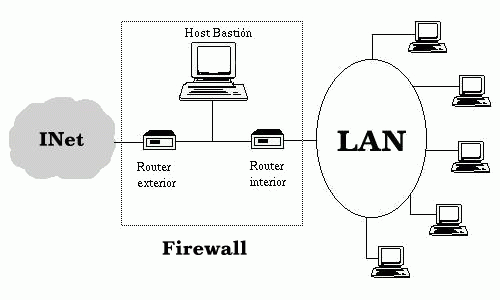 Host Bastión
INet
LAN
Router
exterior
Router
interior
Firewall